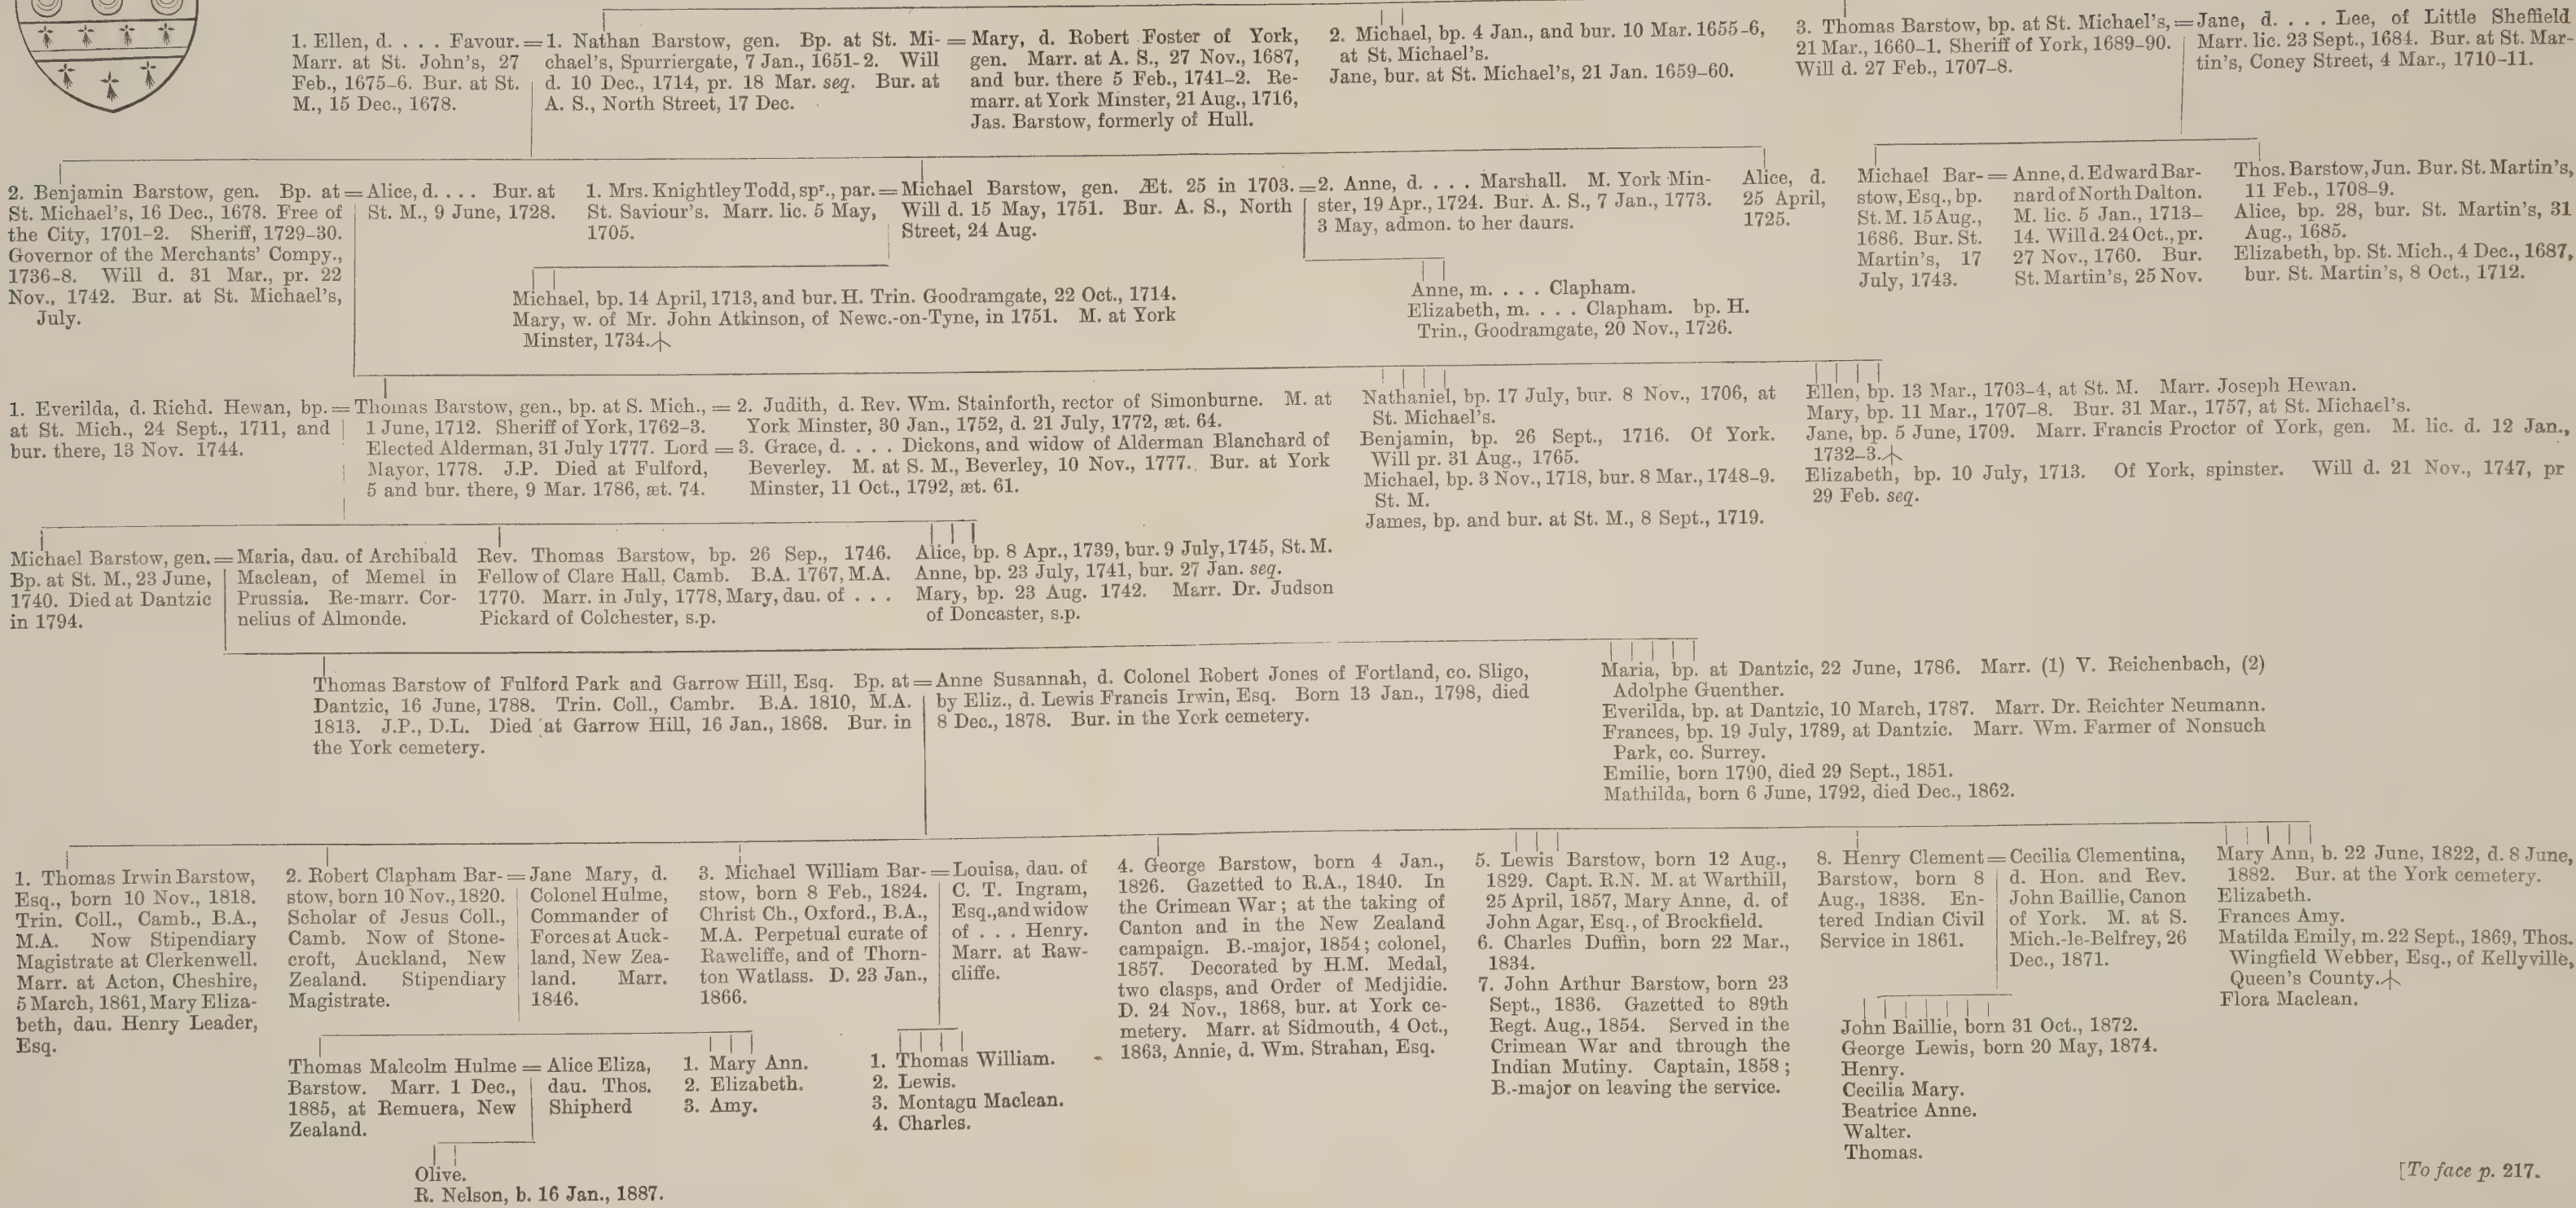 1. Ellen, d. . . . Favour.=
Marr. at St. John's, 27
Feb., 1675–6. Bur. at St.
M., 15 Dec., 1678.
1. Nathan Barstow, gen. Bp. at St. Mi-
chael's, Spurriergate, 7 Jan., 1651-2. Will
d. 10 Dec., 1714, pr. 18 Mar. seq. Bur. at
A. S., North Street, 17 Dec.
=Mary, d. Robert Foster of York,
gen. Marr. at A. S., 27 Nov., 1687,
and bur. there 5 Feb., 1741–2. Re-
marr. at York Minster, 21 Aug., 1716,
Jas. Barstow, formerly of Hull.
2. Michael, bp. 4 Jan., and bur. 10 Mar. 1655-6,
at St. Michael's.
Jane, bur. at St. Michael's, 21 Jan. 1659–60.
3. Thomas Barstow, bp. at St. Michael's,=
21 Mar., 1660–1. Sheriff of York, 1689-90.
Will d. 27 Feb., 1707–8.
Jane, d. . . . Lee, of Little Sheffield
Marr. lic. 23 Sept., 1684. Bur. at St. Mar-
tin's, Coney Street, 4 Mar., 1710–11.
2. Benjamin Barstow, gen. Bp. at=
St. Michael's, 16 Dec., 1678. Free of
the City, 1701–2. Sheriff, 1729–30.
Governor of the Merchants' Compy.,
1736–8. Will d. 31 Mar., pr. 22
Nov., 1742. Bur. at St. Michael's,
July.
Alice, d. . . . Bur. at
St. M., 9 June, 1728.
1. Mrs. Knightley Todd, spr., par.=
St. Saviour's. Marr. lic. 5 May,
1705.
Michael Barstow, gen. Æt. 25 in 1703.=
Will d. 15 May, 1751. Bur. A. S., North
Street, 24 Aug.
2. Anne, d. . . . Marshall. M. York Min-
ster, 19 Apr., 1724. Bur. A. S., 7 Jan., 1773.
3 May, admon. to her daurs.
Alice, d.
25 April,
1725.
Michael Bar-=
stow, Esq., bp.
St. M. 15 Aug.,
1686. Bur. St.
Martin's, 17
July, 1743.
Anne, d. Edward Bar-
nard of North Dalton.
M. lic. 5 Jan., 1713–
14. Will d. 24 Oct., pr.
27 Nov., 1760. Bur.
St. Martin's, 25 Nov.
Thos. Barstow, Jun. Bur. St. Martin's,
11 Feb., 1708–9.
Alice, bp. 28, bur. St. Martin's, 31
Aug., 1685.
Elizabeth, bp. St. Mich., 4 Dec., 1687,
bur. St. Martin's, 8 Oct., 1712.
Michael, bp. 14 April, 1713, and bur. H. Trin. Goodramgate, 22 Oct., 1714.
Mary, w. of Mr. John Atkinson, of Newc.-on-Tyne, in 1751. M. at York
Minster, 1734.
Anne, m. . . . Clapham.
Elizabeth, m. . . . Clapham. bp. H.
Trin., Goodramgate, 20 Nov., 1726.
1. Everilda, d. Richd. Hewan, bp.=
at St. Mich., 24 Sept., 1711, and
bur. there, 13 Nov. 1744.
Thomas Barstow, gen., bp. at S. Mich.,=
1 June, 1712. Sheriff of York, 1762–3.
Elected Alderman, 31 July 1777. Lord=
Mayor, 1778. J.P. Died at Fulford,
5 and bur. there, 9 Mar. 1786, æt. 74.
2. Judith, d. Rev. Wm. Stainforth, rector of Simonburne. M. at
York Minster, 30 Jan., 1752, d. 21 July, 1772, æt. 64.
3. Grace, d. . . . Dickons, and widow of Alderman Blanchard of
Beverley. M. at S. M., Beverley, 10 Nov., 1777. Bur. at York
Minster, 11 Oct., 1792, æt. 61.
Nathaniel, bp. 17 July, bur. 8 Nov., 1706, at
St. Michael's.
Benjamin, bp. 26 Sept., 1716. Of York.
Will pr. 31 Aug., 1765.
Michael, bp. 3 Nov., 1718, bur. 8 Mar., 1748–9.
St. M.
James, bp. and bur. at St. M., 8 Sept., 1719.
Ellen, bp. 13 Mar., 1703–4, at St. M. Marr. Joseph Hewan.
Mary, bp. 11 Mar., 1707–8. Bur. 31 Mar., 1757, at St. Michael's.
Jane, bp. 5 June, 1709. Marr. Francis Proctor of York, gen. M. lic. d. 12 Jan.,
1732–3.
Elizabeth, bp. 10 July, 1713. Of York, spinster. Will d. 21 Nov., 1747, pr
29 Feb. seq.
Michael Barstow, gen.=
Bp. at St. M., 23 June,
1740. Died at Dantzic
in 1794.
Maria, dau. of Archibald
Maclean, of Memel in
Prussia. Re-marr. Cor-
nelius of Almonde.
Rev. Thomas Barstow, bp. 26 Sep., 1746.
Fellow of Clare Hall, Camb. B.A. 1767, M.A.
1770. Marr. in July, 1778, Mary, dau. of . . .
Pickard of Colchester, s.p.
Alice, bp. 8 Apr., 1739, bur. 9 July, 1745, St. M.
Anne, bp. 23 July, 1741, bur. 27 Jan. seq.
Mary, bp. 23 Aug. 1742. Marr. Dr. Judson
of Doncaster, s.p.
Thomas Barstow of Fulford Park and Garrow Hill, Esq. Bp. at=
Dantzic, 16 June, 1788. Trin. Coll., Cambr. B.A. 1810, M.A.
1813. J.P., D.L. Died at Garrow Hill, 16 Jan., 1868. Bur. in
the York cemetery.
Anne Susannah, d. Colonel Robert Jones of Fortland, co. Sligo,
by Eliz., d. Lewis Francis Irwin, Esq. Born 13 Jan., 1798, died
8 Dec., 1878. Bur. in the York cemetery.
Maria, bp. at Dantzic, 22 June, 1786. Marr. (1) V. Reichenbach, (2)
Adolphe Guenther.
Everilda, bp. at Dantzic, 10 March, 1787. Marr. Dr. Reichter Neumann.
Frances, bp. 19 July, 1789, at Dantzic. Marr. Wm. Farmer of Nonsuch
Park, co. Surrey.
Emilie, born 1790, died 29 Sept., 1851.
Mathilda, born 6 June, 1792, died Dec., 1862.
1. Thomas Irwin Barstow,
Esq., born 10 Nov., 1818.
Trin. Coll., Camb., B.A.,
M.A. Now Stipendiary
Magistrate at Clerkenwell.
Marr. at Acton, Cheshire,
5 March, 1861, Mary Eliza-
beth, dau. Henry Leader,
Esq.
2. Robert Clapham Bar-=
stow, born 10 Nov., 1820.
Scholar of Jesus Coll.,
Camb. Now of Stone-
croft, Auckland, New
Zealand. Stipendiary
Magistrate.
Jane Mary, d.
Colonel Hulme,
Commander of
Forces at Auck-
land, New Zea-
land. Marr.
1846.
3. Michael William Bar-=
stow, born 8 Feb., 1824.
Christ Ch., Oxford., B.A.,
M.A. Perpetual curate of
Rawcliffe, and of Thorn-
ton Watlass. D. 23 Jan.,
1866.
Louisa, dau. of
C. T. Ingram,
Esq., and widow
of . . . Henry.
Marr. at Raw-
cliffe.
4. George Barstow, born 4 Jan.,
1826. Gazetted to R.A., 1840. In
the Crimean War; at the taking of
Canton and in the New Zealand
campaign. B.-major, 1854; colonel,
1857. Decorated by H.M. Medal,
two clasps, and Order of Medjidie.
D. 24 Nov., 1868, bur. at York ce-
metery. Marr. at Sidmouth, 4 Oct.,
1863, Annie, d. Wm. Strahan, Esq.
5. Lewis Barstow, born 12 Aug.,
1829. Capt. R.N. M. at Warthill,
25 April, 1857, Mary Anne, d. of
John Agar, Esq., of Brockfield.
6. Charles Duffin, born 22 Mar.,
1834.
7. John Arthur Barstow, born 23
Sept., 1836. Gazetted to 89th
Regt. Aug., 1854. Served in the
Crimean War and through the
Indian Mutiny. Captain, 1858;
B.-major on leaving the service.
8. Henry Clement=
Barstow, born 8
Aug., 1838. En-
tered Indian Civil
Service in 1861.
Cecilia Clementina,
d. Hon. and Rev.
John Baillie, Canon
of York. M. at S.
Mich.-le-Belfrey, 26
Dec., 1871.
Mary Ann, b. 22 June, 1822, d. 8 June,
1882. Bur. at the York cemetery.
Elizabeth.
Frances Amy.
Matilda Emily, m. 22 Sept., 1869, Thos.
Wingfield Webber, Esq., of Kellyville,
Queen's County.
Flora Maclean.
Thomas Malcolm Hulme=
Barstow. Marr. 1 Dec.,
1885, at Remuera, New
Zealand.
Alice Eliza,
dau. Thos.
Shipherd
1. Mary Ann.
2. Elizabeth.
3. Amy.
1. Thomas William.
2. Lewis.
3. Montagu Maclean.
4. Charles.
John Baillie, born 31 Oct., 1872.
George Lewis, born 20 May, 1874.
Henry.
Cecilia Mary.
Beatrice Anne.
Walter.
Thomas.
Olive.
R. Nelson, b. 16 Jan., 1887.
[To face p. 217.